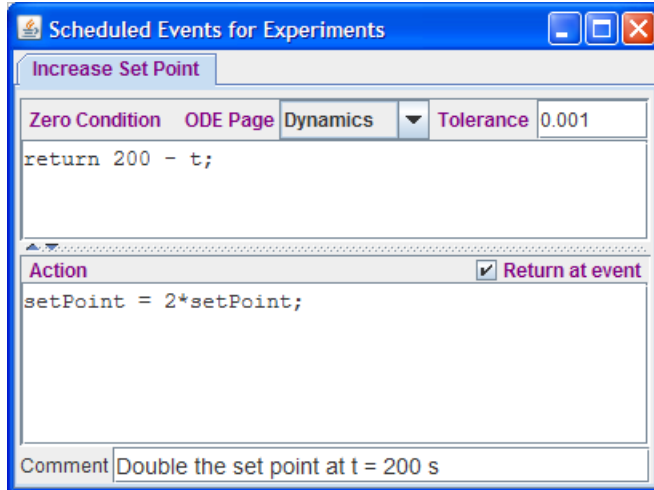 Scheduled Events for Experiments
Increase Set Point
Zero Condition ODE Page Dynamics Tolerance 0.001
return 200 - t;
Action Return at event
setPoint = 2*setPoint;
Comment Double the set point at t = 200 s